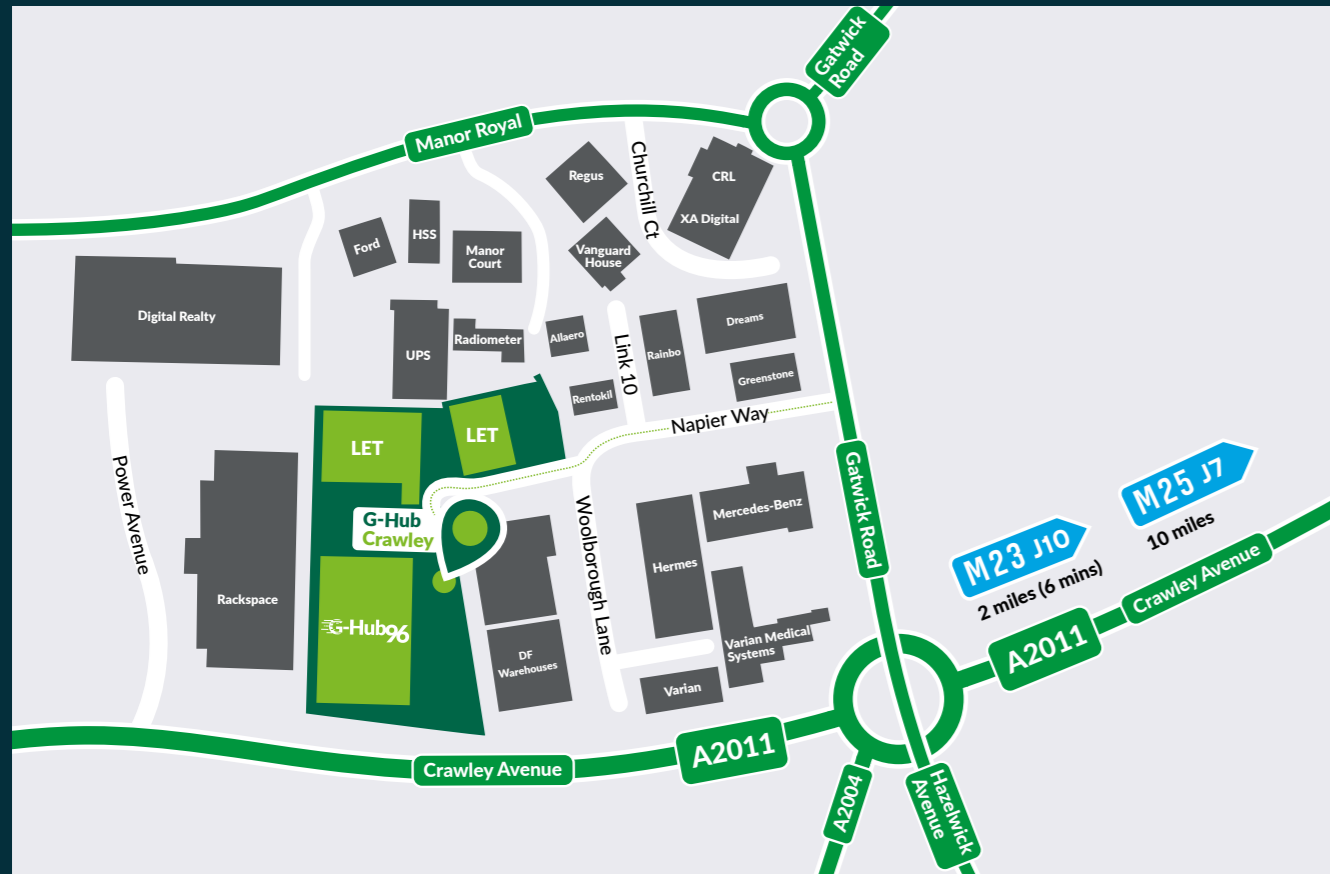 Gatwick
Road
Manor Royal
Churchill Ct
Regus
CRL
XA Digital
Ford
HSS
Manor
Court
Vanguard
House
Digital Realty
UPS
Radiometer
Allaero
Link 10
Rainbo
Dreams
Greenstone
Rentokil
Napier Way
LET
LET
Power Avenue
G-Hub
Crawley
Woolborough Lane
Mercedes-Benz
Gatwick Road
Hermes
Rackspace
G-Hub96
DF
Warehouses
Varian Medical
Systems
Varian
M25 J7
10 miles
M23 J10
2 miles (6 mins)
Crawley Avenue
A2011
A2011
Crawley Avenue
A2004
Hazelwick
Avenue